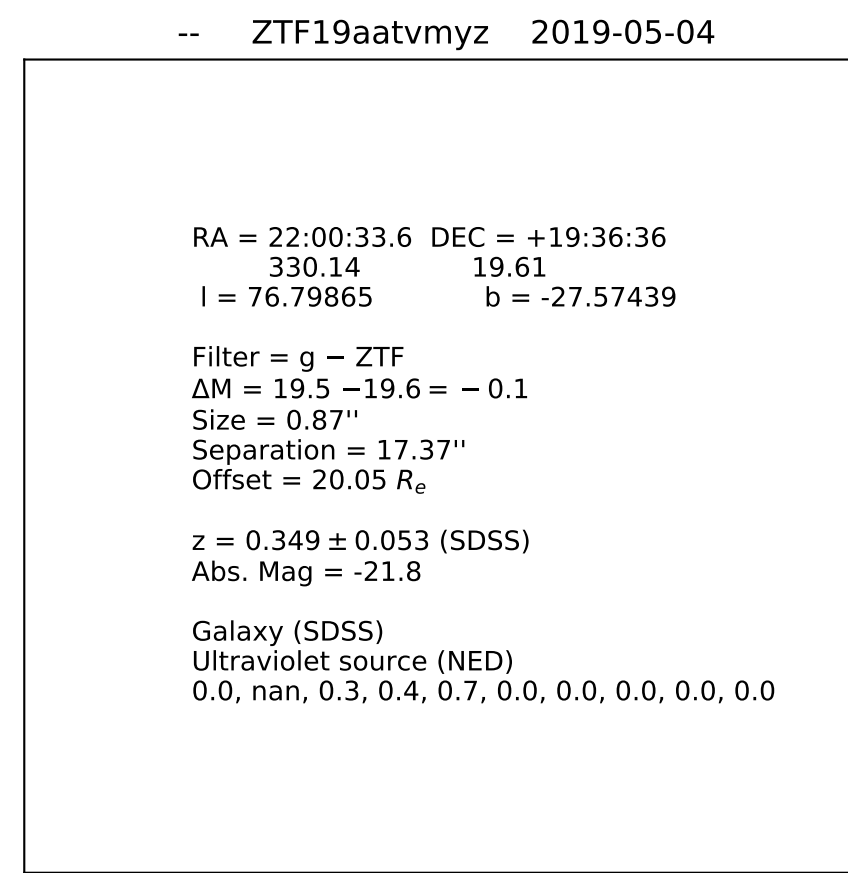 -- ZTF19aatvmyz 2019-05-04
RA = 22:00:33.6 DEC = +19:36:36
330.14 19.61
l = 76.79865 b = -27.57439
Filter = g − ZTF
ΔM = 19.5 −19.6 = − 0.1
Size = 0.87''
Separation = 17.37''
Offset = 20.05 Re
z = 0.349 ± 0.053 (SDSS)
Abs. Mag = -21.8
Galaxy (SDSS)
Ultraviolet source (NED)
0.0, nan, 0.3, 0.4, 0.7, 0.0, 0.0, 0.0, 0.0, 0.0